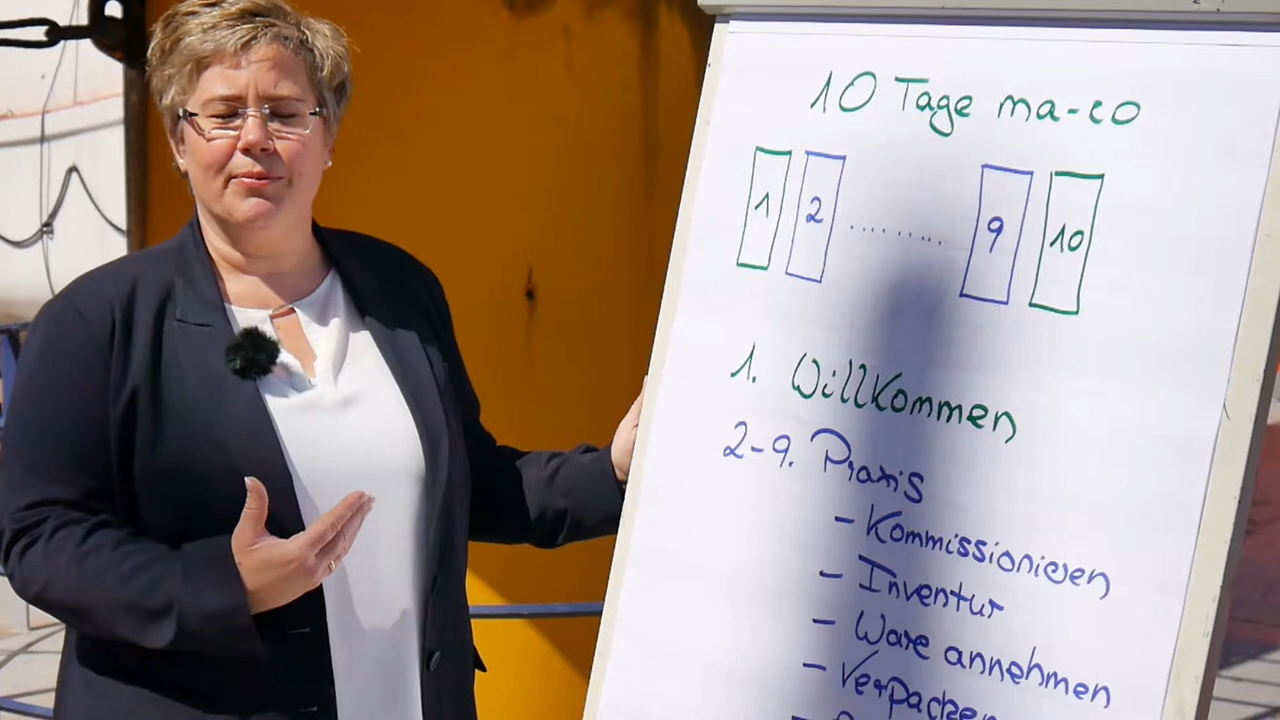 10 Tage ma-co
1 2 ......... 9 10
1. Willkommen
2-9. Praxis
- Kommissionieren
- Inventur
- Ware annehmen
- Verpacken